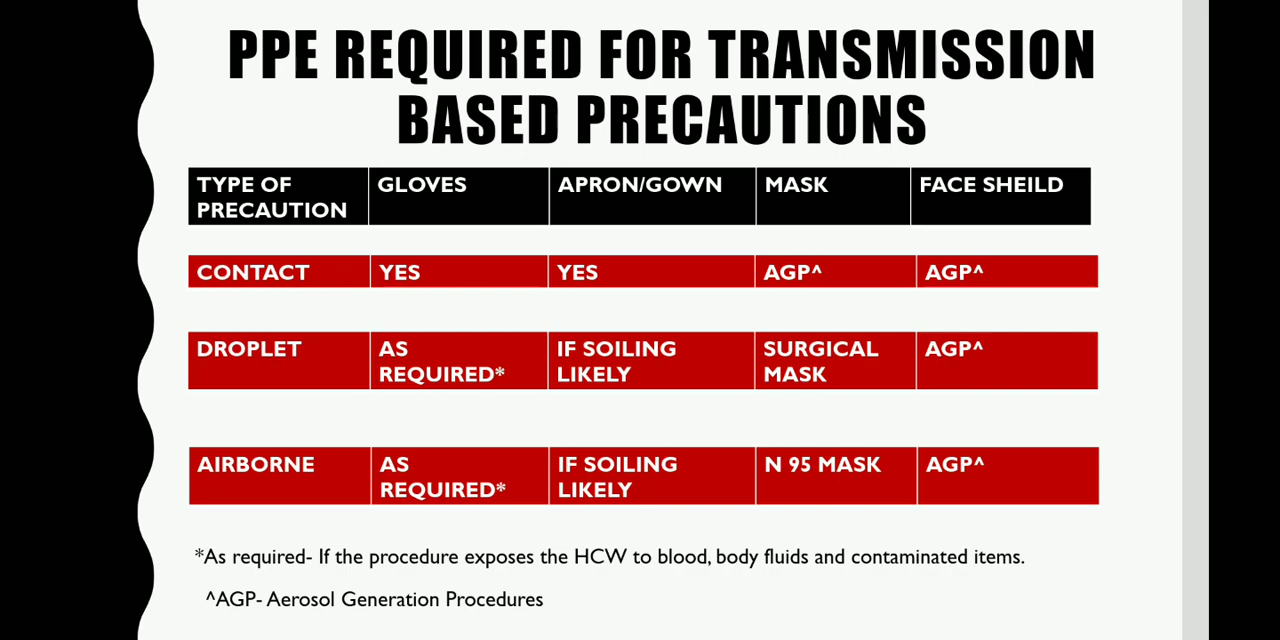 PPE REQUIRED FOR TRANSMISSION
BASED PRECAUTIONS
TYPE OF PRECAUTION GLOVES APRON/GOWN MASK FACE SHEILD
CONTACT YES YES AGP^ AGP^
DROPLET AS REQUIRED* IF SOILING LIKELY SURGICAL MASK AGP^
AIRBORNE AS REQUIRED* IF SOILING LIKELY N 95 MASK AGP^
*As required- If the procedure exposes the HCW to blood, body fluids and contaminated items.
^AGP- Aerosol Generation Procedures